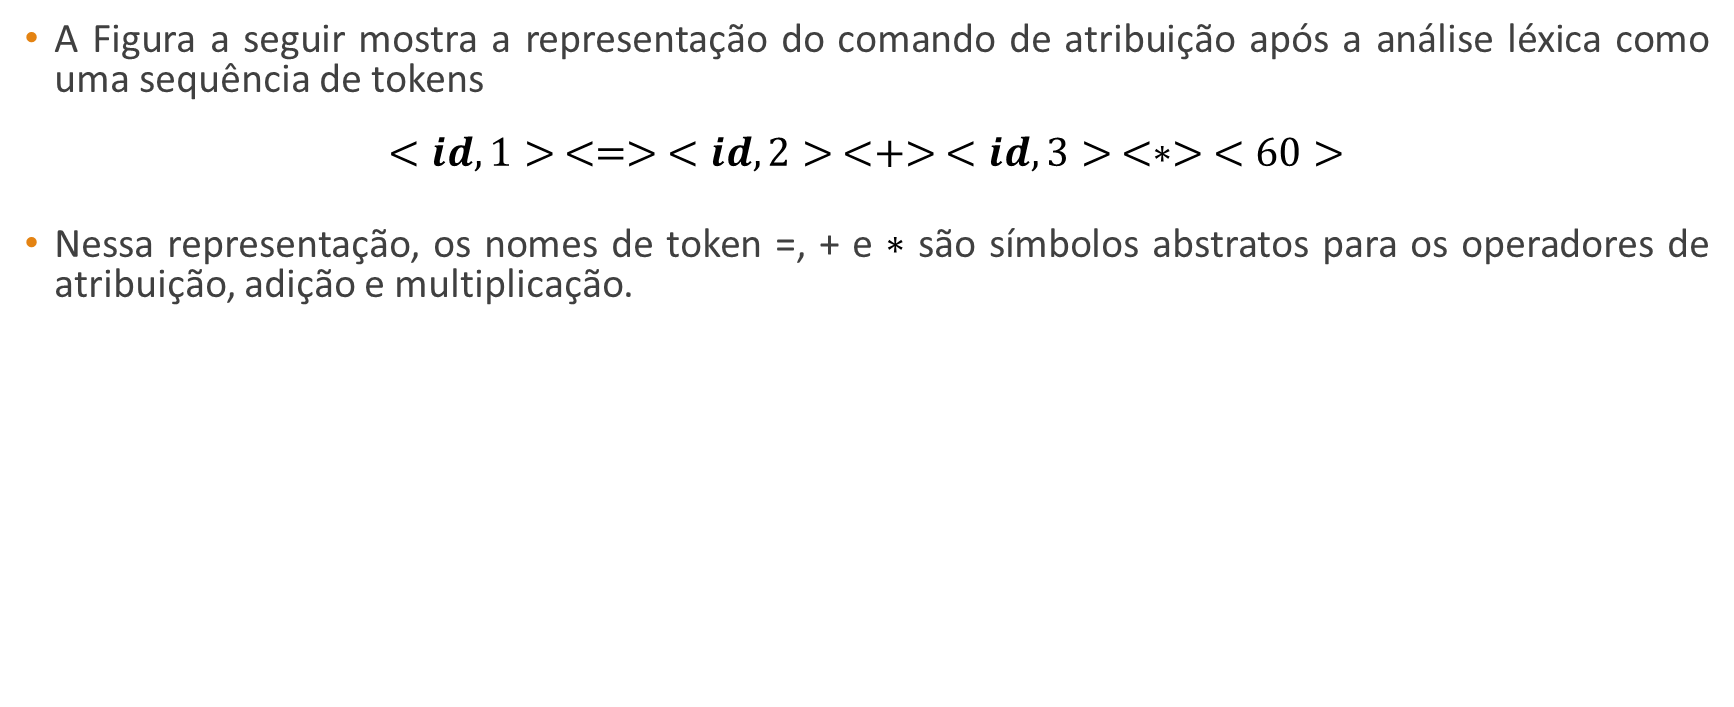 • A Figura a seguir mostra a representação do comando de atribuição após a análise léxica como
uma sequência de tokens
< id, 1 > <=> < id, 2 > <+> < id, 3 > <∗> < 60 >
• Nessa representação, os nomes de token =, + e ∗ são símbolos abstratos para os operadores de
atribuição, adição e multiplicação.